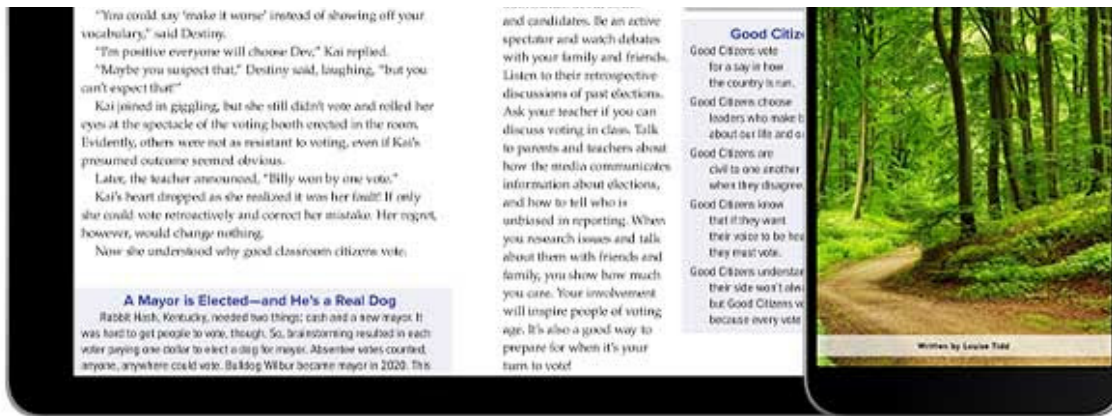 "You could say 'make it worse' instead of showing off your
vocabulary," said Destiny.
"I'm positive everyone will choose Dev," Kai replied.
"Maybe you suspect that," Destiny said, laughing, "but you
can't expect that!"
Kai joined in giggling, but she still didn't vote and rolled her
eyes at the spectacle of the voting booth erected in the room.
Evidently, others were not as resistant to voting, even if Kai's
presumed outcome seemed obvious.
Later, the teacher announced, "Billy won by one vote."
Kai's heart dropped as she realized it was her fault! If only
she could vote retroactively and correct her mistake. Her regret,
however, would change nothing.
Now she understood why good classroom citizens vote.
A Mayor is Elected—and He's a Real Dog
Rabbit Hash, Kentucky, needed two things: cash and a new mayor. It
was hard to get people to vote, though. So, brainstorming resulted in each
voter paying one dollar to elect a dog for mayor. Absentee votes counted,
anyone, anywhere could vote. Bulldog Wilbur became mayor in 2020. This
and candidates. Be an active
spectator and watch debates
with your family and friends.
Listen to their retrospective
discussions of past elections.
Ask your teacher if you can
discuss voting in class. Talk
to parents and teachers about
how the media communicates
information about elections,
and how to tell who is
unbiased in reporting. When
you research issues and talk
about them with friends and
family, you show how much
you care. Your involvement
will inspire people of voting
age. It's also a good way to
prepare for when it's your
turn to vote!
Good Citize
Good Citizens vote
for a say in how
the country is run.
Good Citizens choose
leaders who make
about our life and
Good Citizens are
civil to one another
when they disagree
Good Citizens know
that if they want
their voice to be hea
they must vote.
Good Citizens understan
their side won't
but Good Citizens
because every vote
Written by Louise Tidd